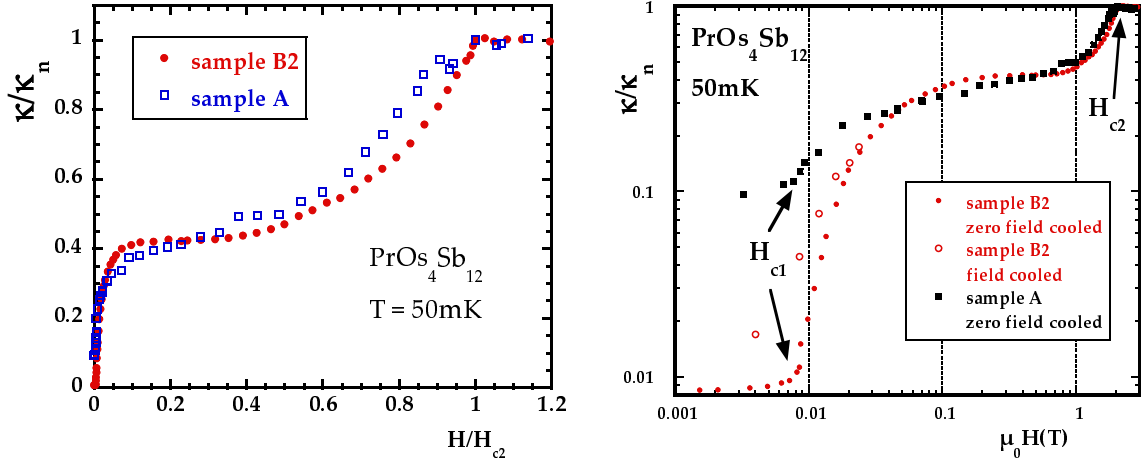 κ/κn
1
0.8
0.6
0.4
0.2
0
sample B2
sample A
PrOs4Sb12
T = 50mK
0
0.2
0.4
0.6
0.8
1
1.2
H/Hc2
κ/κn
1
0.1
0.01
PrOs4Sb12
50mK
Hc2
Hc1
sample B2
zero field cooled
sample B2
field cooled
sample A
zero field cooled
0.001
0.01
0.1
1
μ0H(T)